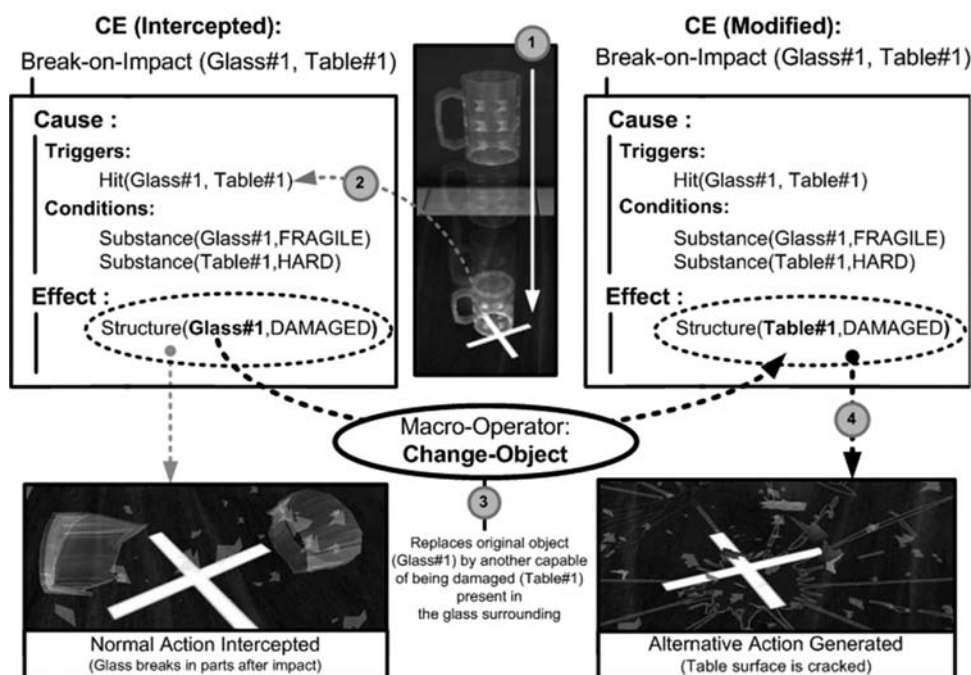 CE (Intercepted):
Break-on-Impact (Glass#1, Table#1)
Cause :
Triggers:
Hit(Glass#1, Table#1)
Conditions:
Substance(Glass#1,FRAGILE)
Substance(Table#1,HARD)
Effect :
Structure(Glass#1,DAMAGED)
1
2
CE (Modified):
Break-on-Impact (Glass#1, Table#1)
Cause :
Triggers:
Hit(Glass#1, Table#1)
Conditions:
Substance(Glass#1,FRAGILE)
Substance(Table#1,HARD)
Effect :
Structure(Table#1,DAMAGED)
Macro-Operator:
Change-Object
3
Replaces original object
(Glass#1) by another capable
of being damaged (Table#1)
present in
the glass surrounding
4
Normal Action Intercepted
(Glass breaks in parts after impact)
Alternative Action Generated
(Table surface is cracked)